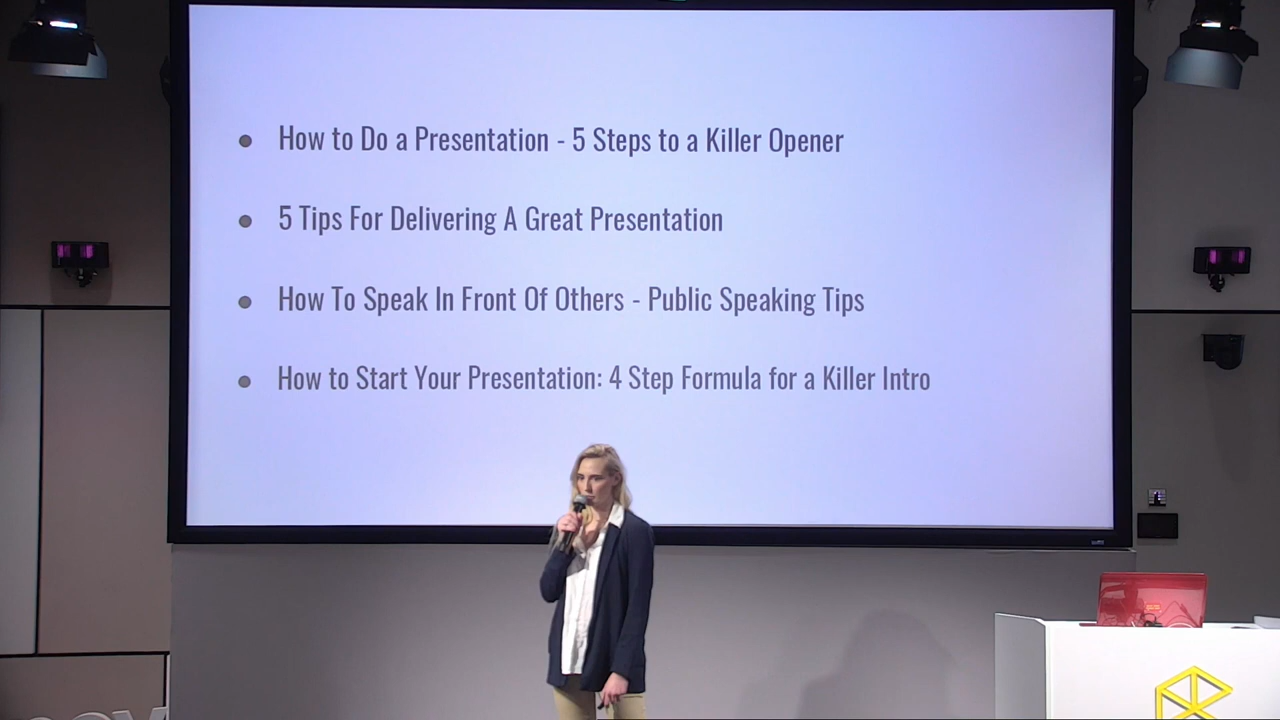 How to Do a Presentation - 5 Steps to a Killer Opener
5 Tips For Delivering A Great Presentation
How To Speak In Front Of Others - Public Speaking Tips
How to Start Your Presentation: 4 Step Formula for a Killer Intro